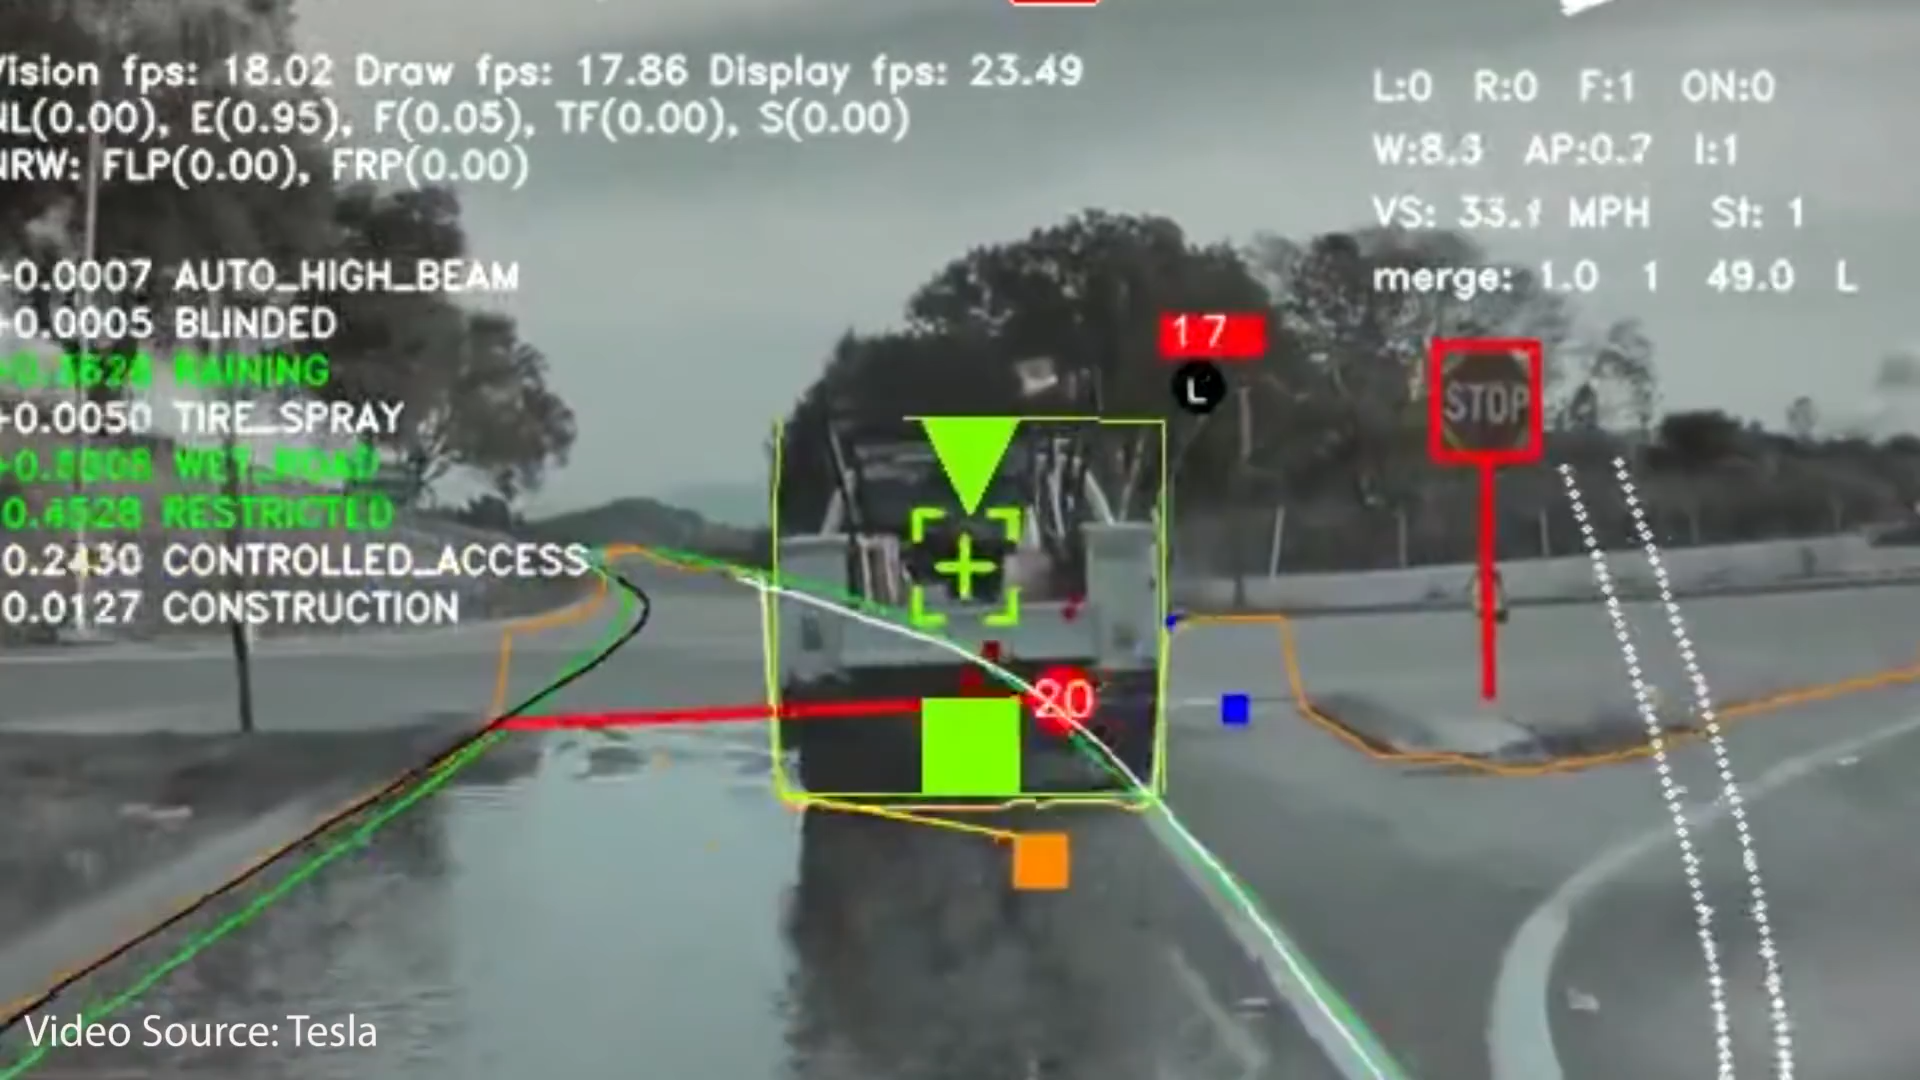 Vision fps: 18.02 Draw fps: 17.86 Display fps: 23.49
NL(0.00), E(0.95), F(0.05), TF(0.00), S(0.00)
NRW: FLP(0.00), FRP(0.00)
L:0 R:0 F:1 ON:0
W:8.3 AP:0.7 I:1
VS: MPH St: 1
merge: 1.0 1 49.0 L
+0.0007 AUTO_HIGH_BEAM
+0.0005 BLINDED
RAINING
+0.0050 TIRE_SPRAY
WET_ROAD
0.4528 RESTRICTED
0.2430 CONTROLLED_ACCESS
0.0127 CONSTRUCTION
17
L
STOP
20
Video Source: Tesla